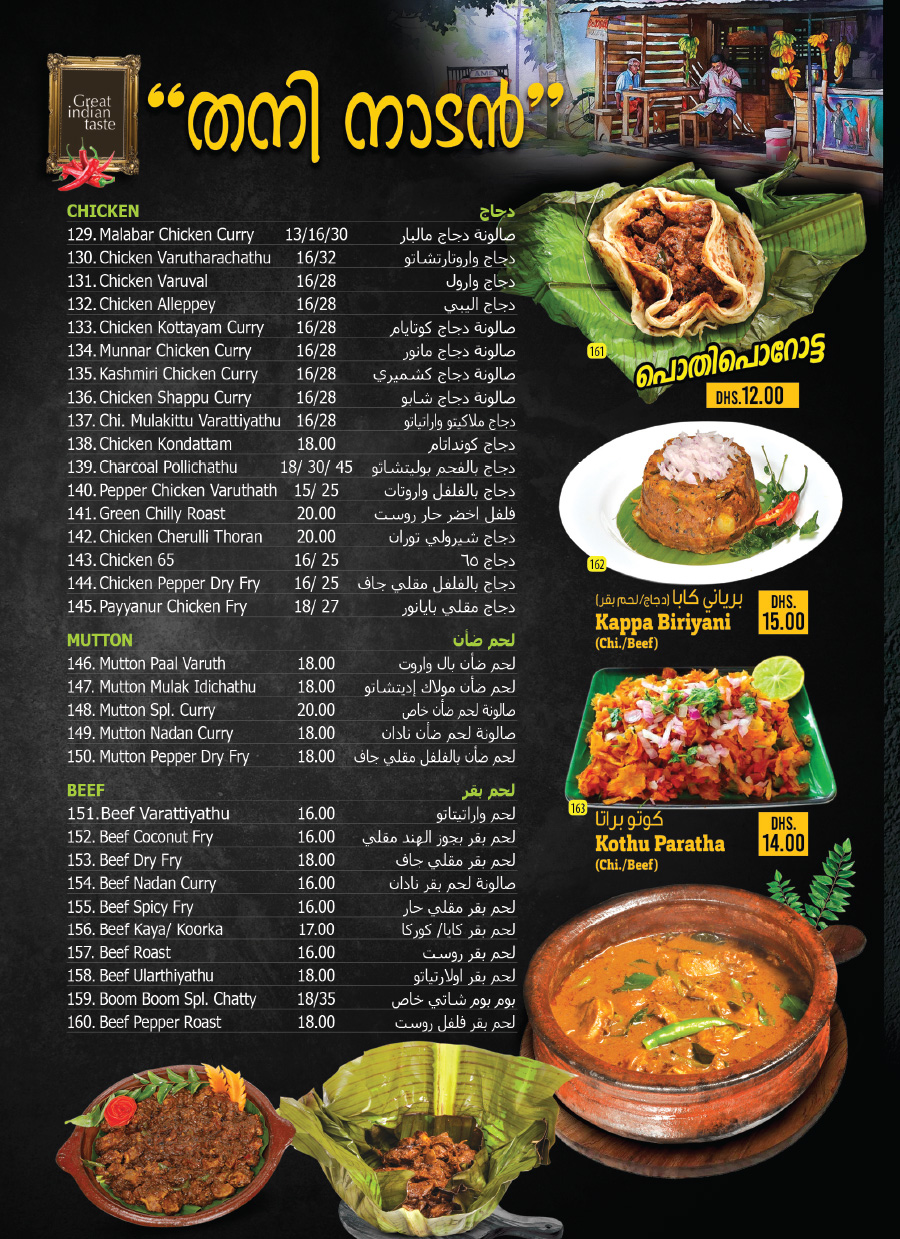 Great
indian
taste
“തനി നാടൻ”
CHICKEN دجاج
129. Malabar Chicken Curry 13/16/30 صالونة دجاج مالبار
130. Chicken Varutharachathu 16/32 دجاج واروتارتشاتو
131. Chicken Varuval 16/28 دجاج وارول
132. Chicken Alleppey 16/28 دجاج اليبي
133. Chicken Kottayam Curry 16/28 صالونة دجاج كوتايام
134. Munnar Chicken Curry 16/28 صالونة دجاج مانور
135. Kashmiri Chicken Curry 16/28 صالونة دجاج كشميري
136. Chicken Shappu Curry 16/28 صالونة دجاج شابو
137. Chi. Mulakittu Varattiyathu 16/28 دجاج ملاكيتو واراتياتو
138. Chicken Kondattam 18.00 دجاج كونداتام
139. Charcoal Pollichathu 18/ 30/ 45 دجاج بالفحم بوليتشاتو
140. Pepper Chicken Varuthath 15/ 25 دجاج بالفلفل واروتات
141. Green Chilly Roast 20.00 فلفل اخضر حار روست
142. Chicken Cherulli Thoran 20.00 دجاج شيرولي توران
143. Chicken 65 16/ 25 دجاج ٦٥
144. Chicken Pepper Dry Fry 16/ 25 دجاج بالفلفل مقلي جاف
145. Payyanur Chicken Fry 18/ 27 دجاج مقلي بايانور
MUTTON لحم ضأن
146. Mutton Paal Varuth 18.00 لحم ضأن بال واروت
147. Mutton Mulak Idichathu 18.00 لحم ضأن مولاك إديتشاتو
148. Mutton Spl. Curry 20.00 صالونة لحم ضأن خاص
149. Mutton Nadan Curry 18.00 صالونة لحم ضأن نادان
150. Mutton Pepper Dry Fry 18.00 لحم ضأن بالفلفل مقلي جاف
BEEF لحم بقر
151. Beef Varattiyathu 16.00 لحم واراتيتاتو
152. Beef Coconut Fry 16.00 لحم بقر بجوز الهند مقلي
153. Beef Dry Fry 18.00 لحم بقر مقلي جاف
154. Beef Nadan Curry 16.00 صالونة لحم بقر نادان
155. Beef Spicy Fry 16.00 لحم بقر مقلي حار
156. Beef Kaya/ Koorka 17.00 لحم بقر كابا/ كوركا
157. Beef Roast 16.00 لحم بقر روست
158. Beef Ularthiyathu 18.00 لحم بقر اولارتياتو
159. Boom Boom Spl. Chatty 18/35 بوم بوم شاتي خاص
160. Beef Pepper Roast 18.00 لحم بقر فلفل روست
161
പൊതിപൊറോട്ട
DHS.12.00
162
برياني كابا (دجاج/لحم بقر)
Kappa Biriyani
(Chi./Beef)
DHS.
15.00
163
كوتو براتا
Kothu Paratha
(Chi./Beef)
DHS.
14.00